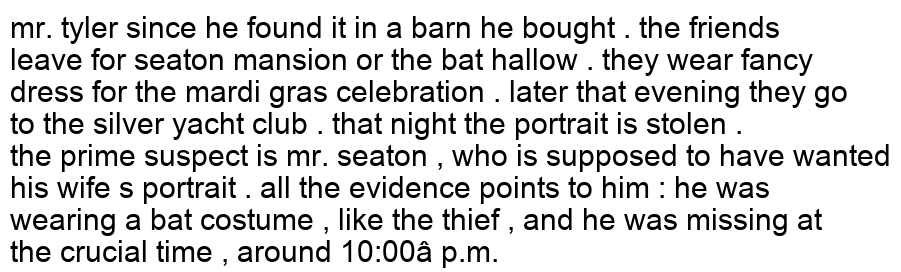 mr. tyler since he found it in a barn he bought . the friends
leave for seaton mansion or the bat hallow . they wear fancy
dress for the mardi gras celebration . later that evening they go
to the silver yacht club . that night the portrait is stolen .
the prime suspect is mr. seaton , who is supposed to have wanted
his wife s portrait . all the evidence points to him : he was
wearing a bat costume , like the thief , and he was missing at
the crucial time , around 10:00â p.m.